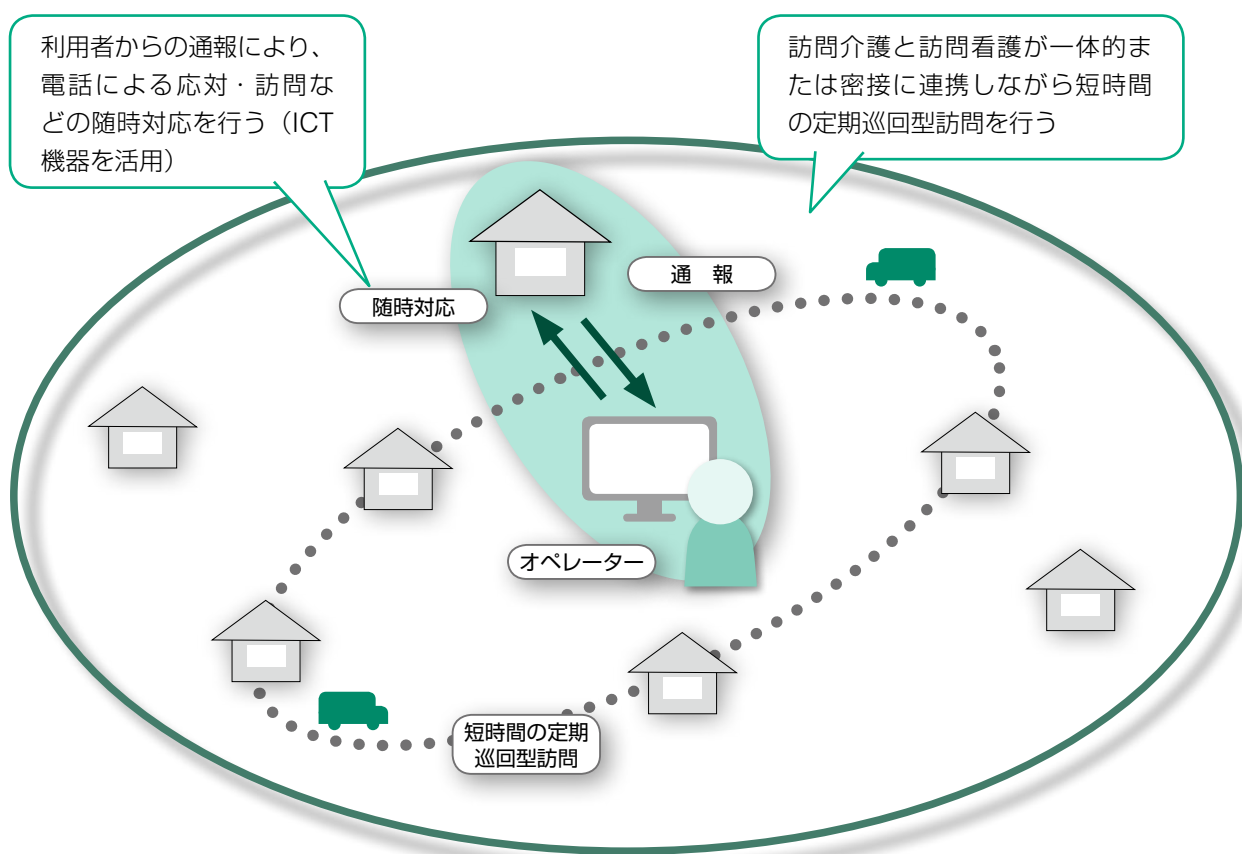 利用者からの通報により、
電話による応対・訪問な
どの随時対応を行う（ICT
機器を活用）
訪問介護と訪問看護が一体的ま
たは密接に連携しながら短時間
の定期巡回型訪問を行う
通　報
随時対応
オペレーター
短時間の定期
巡回型訪問